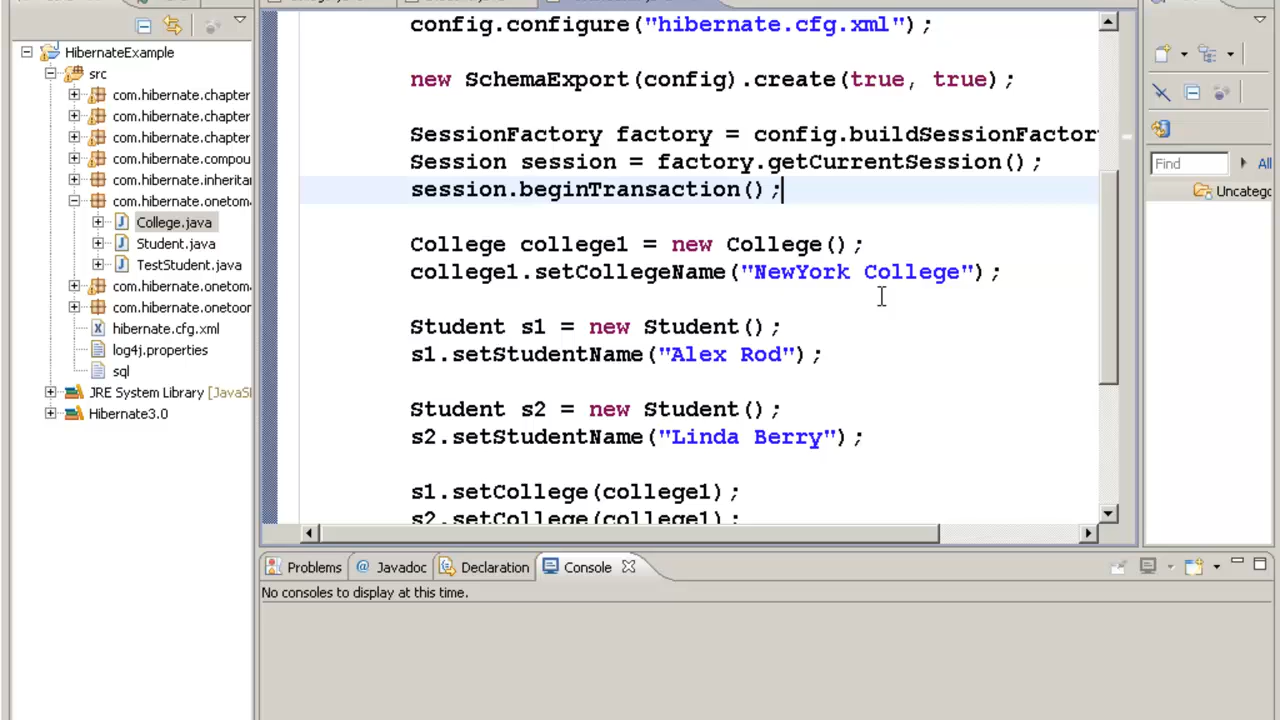 HibernateExample
src
com.hibernate.chapter
com.hibernate.chapter
com.hibernate.chapter
com.hibernate.compou
com.hibernate.inherita
com.hibernate.onetom
College.java
Student.java
TestStudent.java
com.hibernate.onetoma
com.hibernate.onetoor
hibernate.cfg.xml
log4j.properties
sql
JRE System Library [JavaS
Hibernate3.0
config.configure("hibernate.cfg.xml");
new SchemaExport(config).create(true, true);
SessionFactory factory = config.buildSessionFactor
Session session = factory.getCurrentSession();
session.beginTransaction();
College college1 = new College();
college1.setCollegeName("NewYork College");
Student s1 = new Student();
s1.setStudentName("Alex Rod");
Student s2 = new Student();
s2.setStudentName("Linda Berry");
s1.setCollege(college1);
s2.setCollege(college1);
Find
All
Uncatego
Problems
Javadoc
Declaration
Console
No consoles to display at this time.